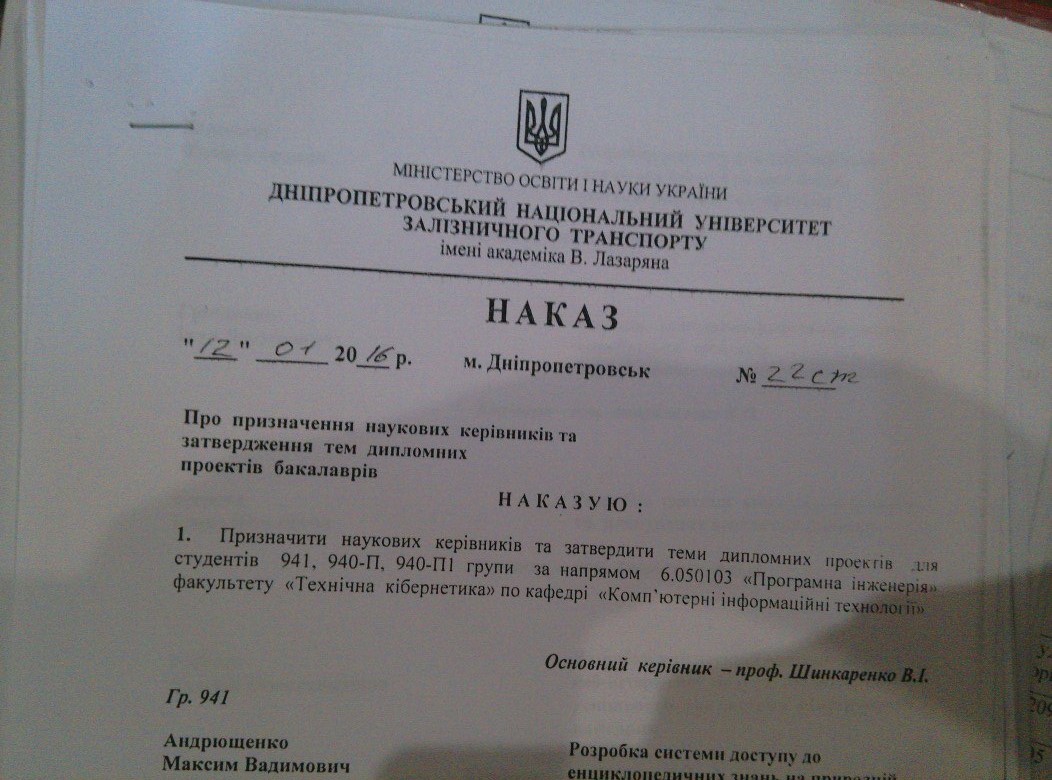 МІНІСТЕРСТВО ОСВІТИ І НАУКИ УКРАЇНИ
ДНІПРОПЕТРОВСЬКИЙ НАЦІОНАЛЬНИЙ УНІВЕРСИТЕТ
ЗАЛІЗНИЧНОГО ТРАНСПОРТУ
імені академіка В. Лазаряна
НАКАЗ
"12" 01 2016 р. м. Дніпропетровськ № 22ст
Про призначення наукових керівників та
затвердження тем дипломних
проектів бакалаврів
НАКАЗУЮ :
1. Призначити наукових керівників та затвердити теми дипломних проектів для
студентів 941, 940-П, 940-П1 групи за напрямом 6.050103 «Програмна інженерія»
факультету «Технічна кібернетика» по кафедрі «Комп’ютерні інформаційні технології»
Основний керівник – проф. Шинкаренко В.І.
Гр. 941
Андрющенко
Максим Вадимович
Розробка системи доступу до
енциклопедичних знань на природній